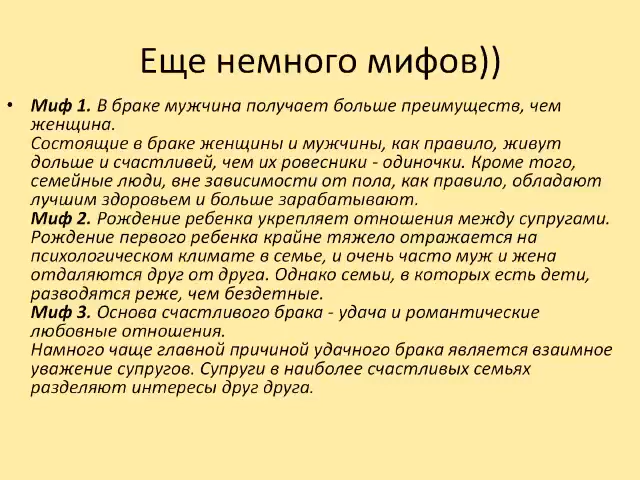 Еще немного мифов))
• Миф 1. В браке мужчина получает больше преимуществ, чем
женщина.
Состоящие в браке женщины и мужчины, как правило, живут
дольше и счастливей, чем их ровесники - одиночки. Кроме того,
семейные люди, вне зависимости от пола, как правило, обладают
лучшим здоровьем и больше зарабатывают.
Миф 2. Рождение ребенка укрепляет отношения между супругами.
Рождение первого ребенка крайне тяжело отражается на
психологическом климате в семье, и очень часто муж и жена
отдаляются друг от друга. Однако семьи, в которых есть дети,
разводятся реже, чем бездетные.
Миф 3. Основа счастливого брака - удача и романтические
любовные отношения.
Намного чаще главной причиной удачного брака является взаимное
уважение супругов. Супруги в наиболее счастливых семьях
разделяют интересы друг друга.